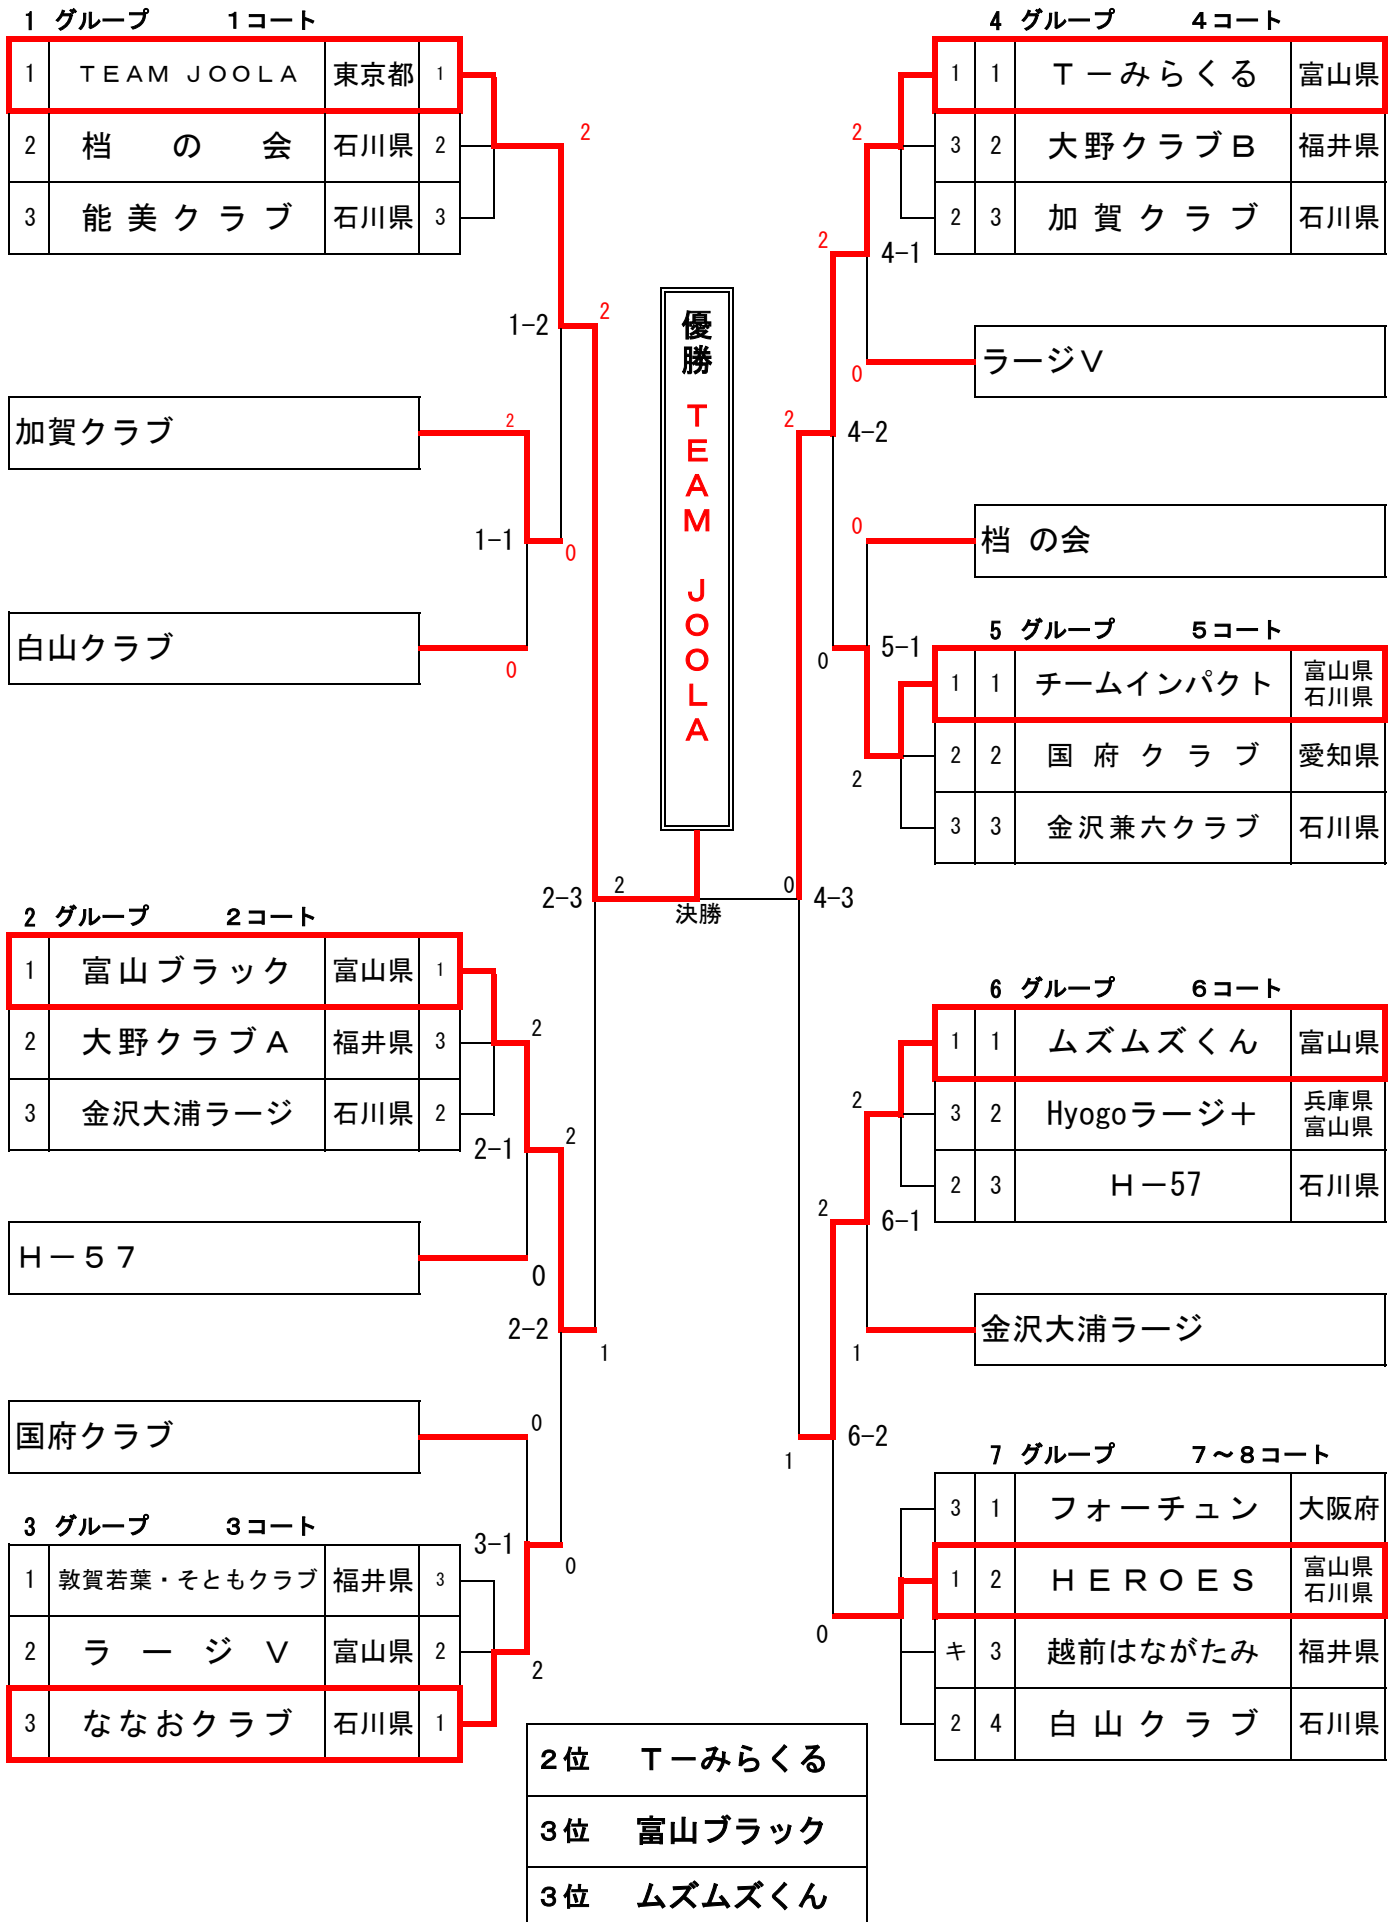 1 グループ 1コート
1 TEAM JOOLA 東京都 1
2 档の会 石川県 2
3 能美クラブ 石川県 3
2
1-2
2
加賀クラブ
2
1-1
0
白山クラブ
0
優勝 TEAM JOOLA
2-3
2
0
4-3
決勝
2 グループ 2コート
1 富山ブラック 富山県 1
2 大野クラブA 福井県 3
3 金沢大浦ラージ 石川県 2
2
2-1
2
H-57
0
2-2
1
国府クラブ
0
3 グループ 3コート
3-1
0
1 敦賀若葉・そともクラブ 福井県 3
2 ラージV 富山県 2
3 ななおクラブ 石川県 1
2
4 グループ 4コート
1 1 T-みらくる 富山県
3 2 大野クラブB 福井県
2 3 加賀クラブ 石川県
2
2
4-1
ラージV
0
2
4-2
0
档の会
5 グループ 5コート
0
5-1
1 1 チームインパクト 富山県 石川県
2 2 国府クラブ 愛知県
3 3 金沢兼六クラブ 石川県
2
6 グループ 6コート
1 1 ムズムズくん 富山県
3 2 Hyogoラージ+ 兵庫県 富山県
2 3 H-57 石川県
2
2
6-1
金沢大浦ラージ
1
6-2
1
7 グループ 7~8コート
3 1 フォーチュン 大阪府
1 2 HEROES 富山県 石川県
キ 3 越前はながたみ 福井県
2 4 白山クラブ 石川県
0
2位 T-みらくる
3位 富山ブラック
3位 ムズムズくん